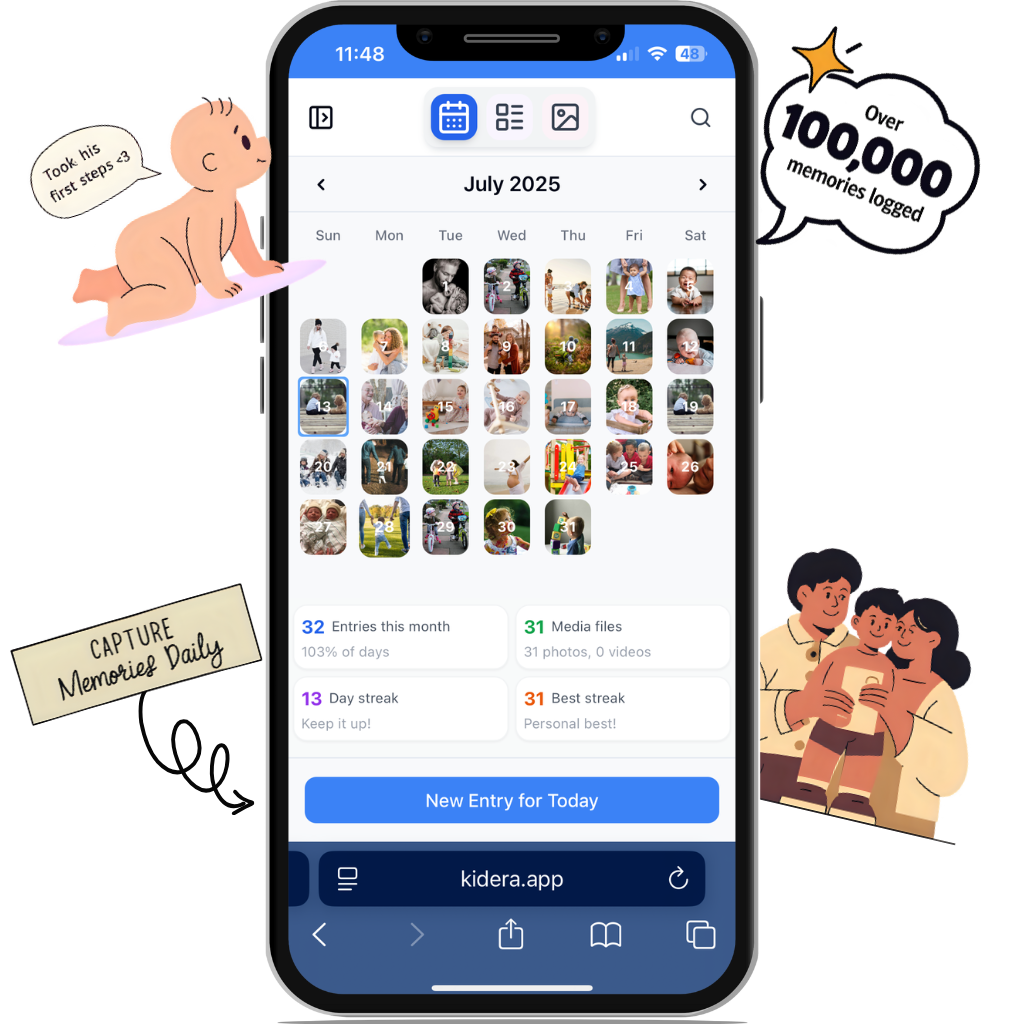 11:48
48
Took his
first steps <3
Over
100,000
memories logged
July 2025
Sun Mon Tue Wed Thu Fri Sat
1 2 3 4 5
6 7 8 9 10 11 12
13 14 15 16 17 18 19
20 21 22 23 24 25 26
27 28 29 30 31
32 Entries this month
103% of days
31 Media files
31 photos, 0 videos
13 Day streak
Keep it up!
31 Best streak
Personal best!
CAPTURE
Memories Daily
New Entry for Today
kidera.app